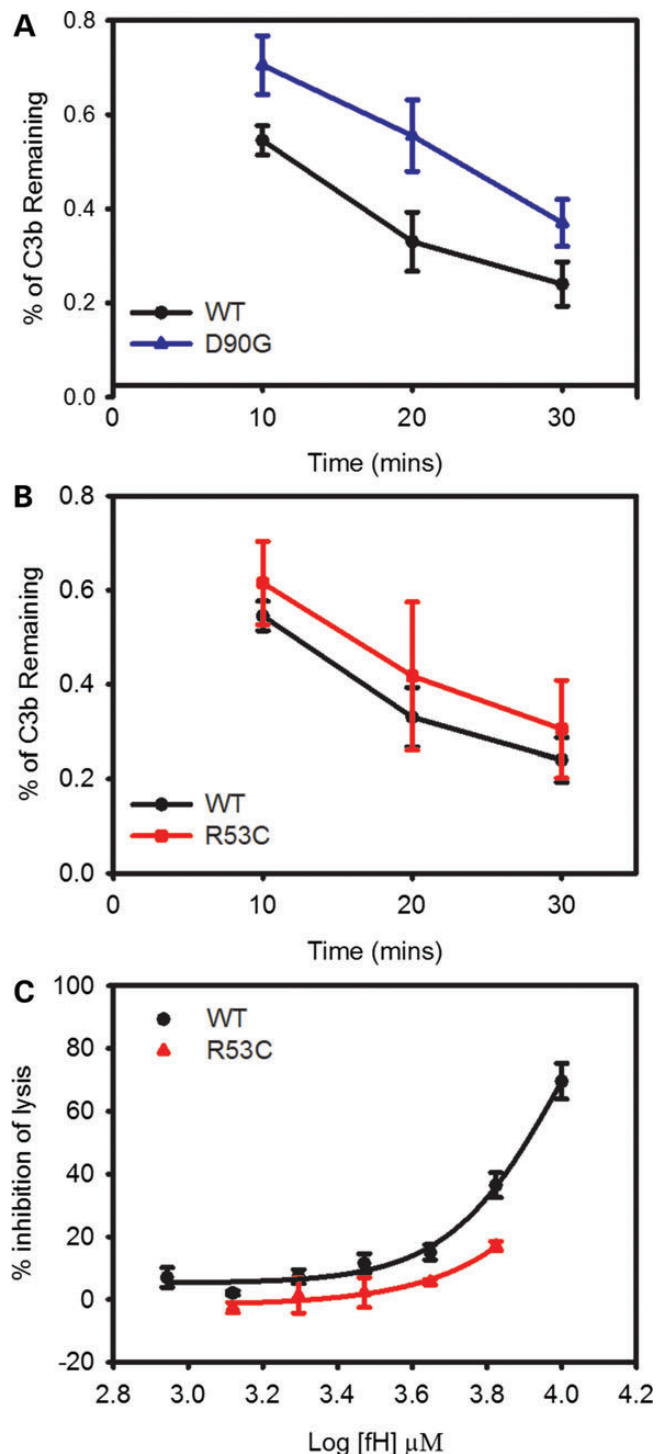 A
% of C3b Remaining
0.8
0.6
0.4
0.2
0.0
WT
D90G
0
10
20
30
Time (mins)
B
% of C3b Remaining
0.8
0.6
0.4
0.2
0.0
WT
R53C
0
10
20
30
Time (mins)
C
% inhibition of lysis
100
80
60
40
20
0
-20
WT
R53C
2.8
3.0
3.2
3.4
3.6
3.8
4.0
4.2
Log [fH] μM